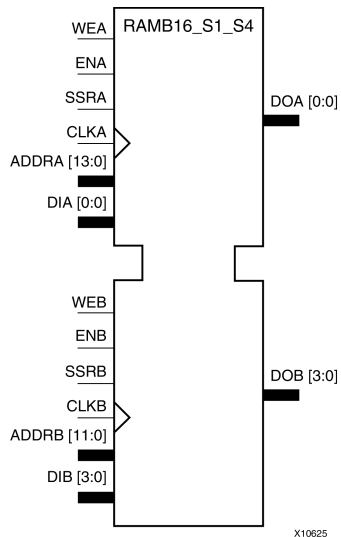 RAMB16_S1_S4
WEA
ENA
SSRA
DOA [0:0]
CLKA
ADDRA [13:0]
DIA [0:0]
WEB
ENB
SSRB
DOB [3:0]
CLKB
ADDRB [11:0]
DIB [3:0]
X10625